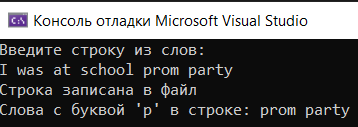 Консоль отладки Microsoft Visual Studio
Введите строку из слов:
I was at school prom party
Строка записана в файл
Слова с буквой 'p' в строке: prom party